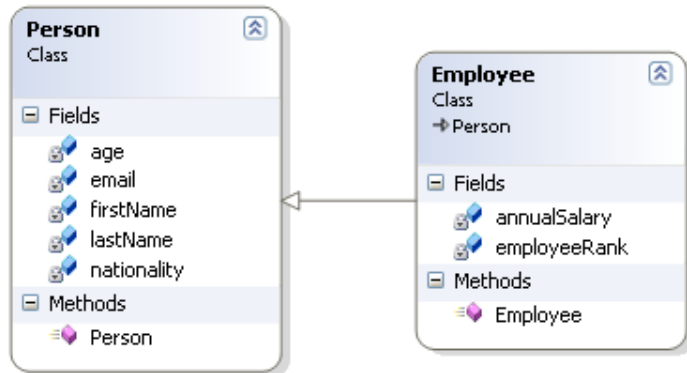 Person
Class
Fields
age
email
firstName
lastName
nationality
Methods
Person
Employee
Class
Person
Fields
annualSalary
employeeRank
Methods
Employee